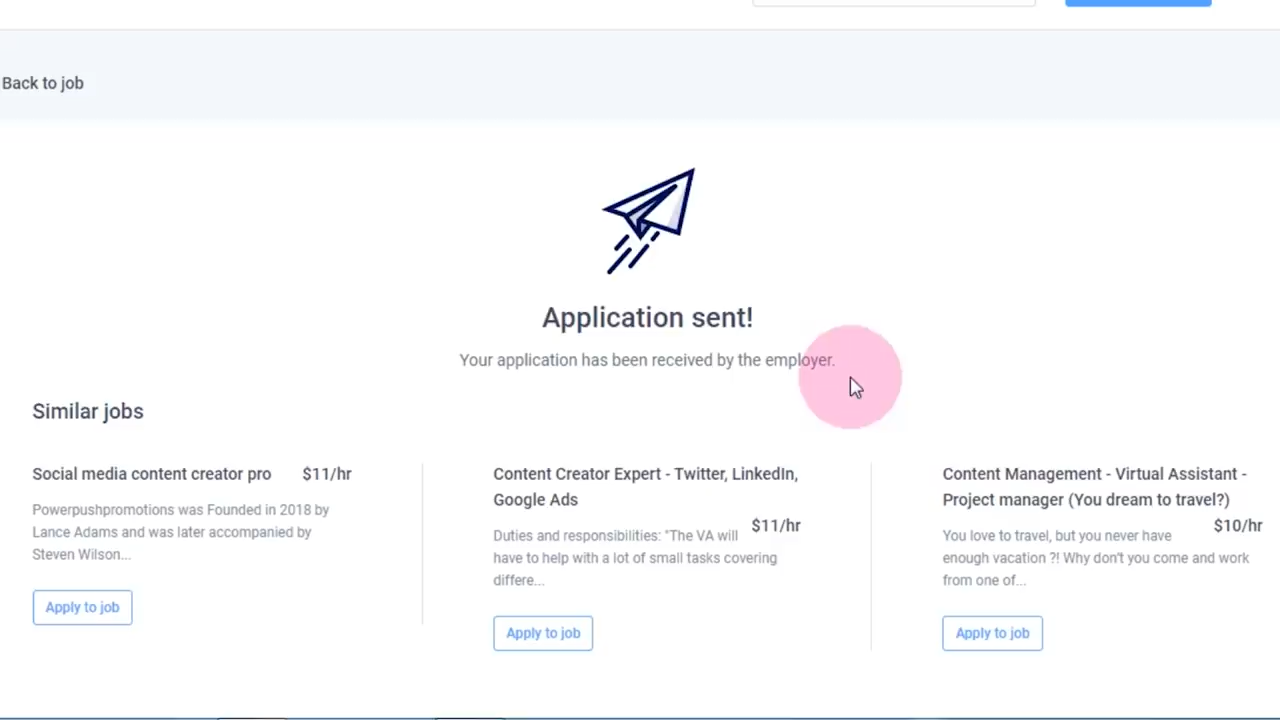 Back to job
Application sent!
Your application has been received by the employer.
Similar jobs
Social media content creator pro $11/hr
Powerpushpromotions was Founded in 2018 by
Lance Adams and was later accompanied by
Steven Wilson...
Apply to job
Content Creator Expert - Twitter, LinkedIn,
Google Ads
$11/hr
Duties and responsibilities: "The VA will
have to help with a lot of small tasks covering
differe...
Apply to job
Content Management - Virtual Assistant -
Project manager (You dream to travel?)
$10/hr
You love to travel, but you never have
enough vacation ?! Why don't you come and work
from one of...
Apply to job